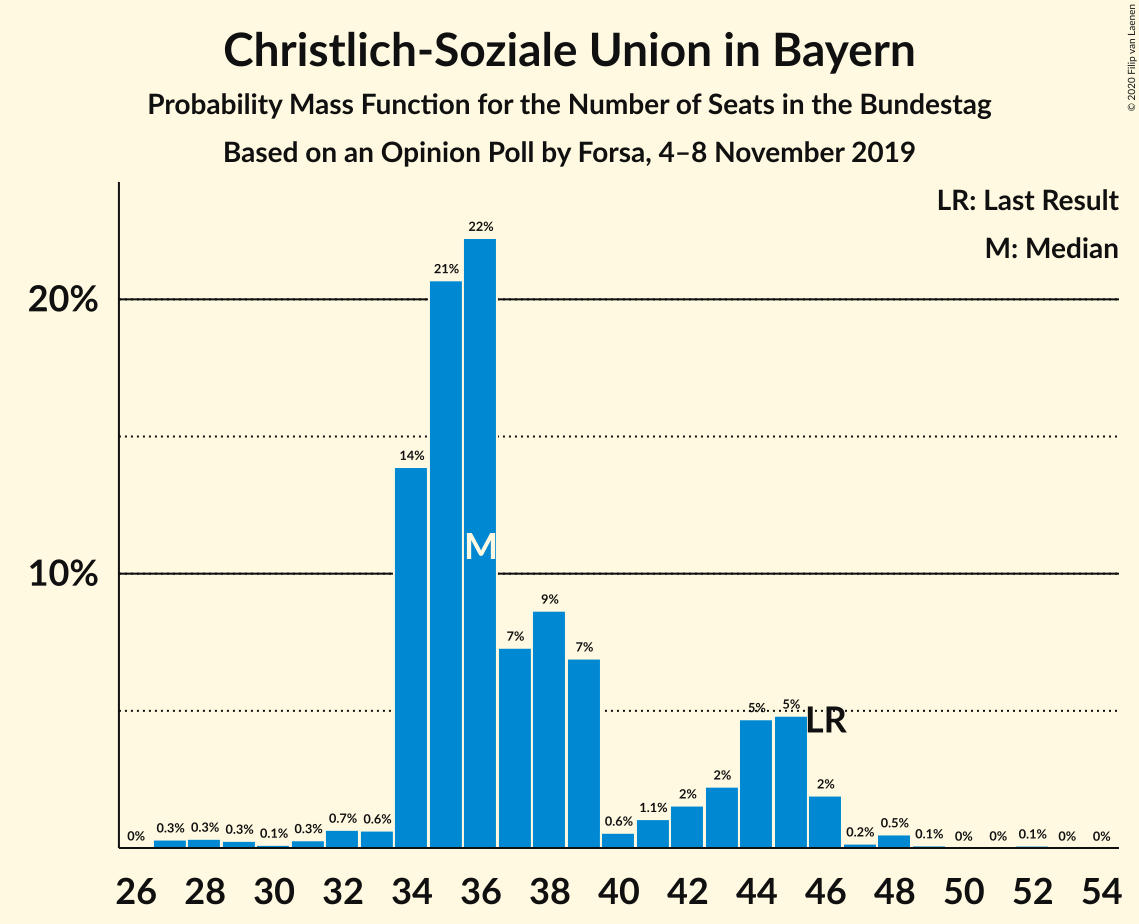 Christlich-Soziale Union in Bayern
Probability Mass Function for the Number of Seats in the Bundestag
Based on an Opinion Poll by Forsa, 4–8 November 2019
© 2020 Filip van Laenen
LR: Last Result
M: Median
20%
10%
0% 0.3% 0.3% 0.3% 0.1% 0.3% 0.7% 0.6% 14% 21% 22% 7% 9% 7% 0.6% 1.1% 2% 2% 5% 5% 2% 0.2% 0.5% 0.1% 0% 0% 0.1% 0% 0%
M
LR
26 28 30 32 34 36 38 40 42 44 46 48 50 52 54